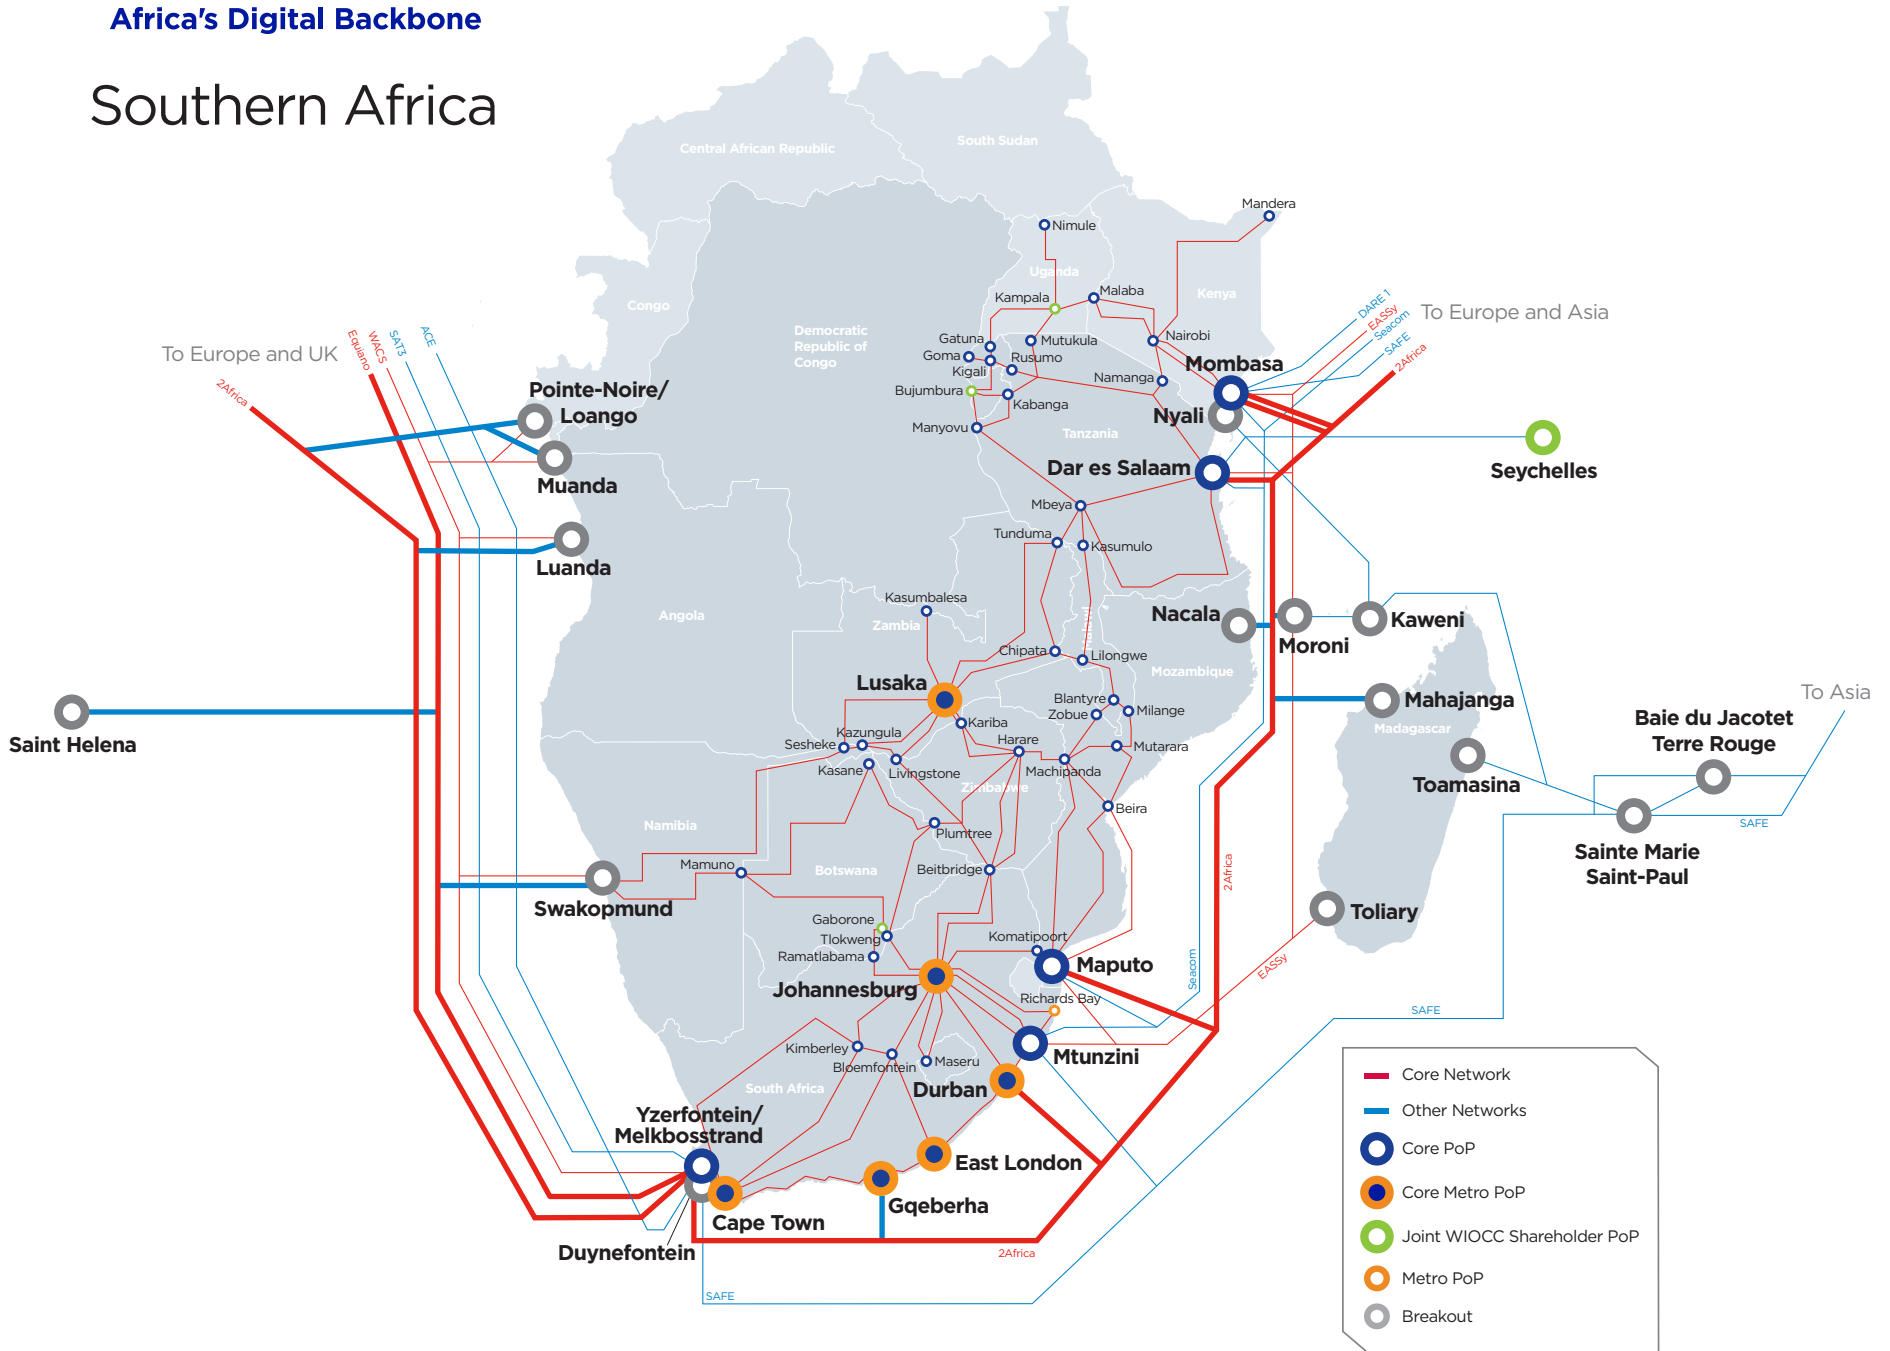 Africa's Digital Backbone
Southern Africa
Central African Republic
South Sudan
Mandera
Nimule
Uganda
Kampala
Malaba
Kenya
Congo
Democratic
Republic of
Congo
Gatuna
Goma
Kigali
Mutukula
Rusumo
Nairobi
Namanga
Bujumbura
Kabanga
Manyovu
Tanzania
Mombasa
Nyali
Dar es Salaam
DARE 1
EASSy
Seacom
SAFE
2Africa
To Europe and Asia
Seychelles
To Europe and UK
2Africa
Equiano
WACS
SAT3
ACE
Pointe-Noire/
Loango
Muanda
Luanda
Mbeya
Tunduma
Kasumulo
Kasumbalesa
Angola
Zambia
Nacala
Moroni
Kaweni
Chipata
Lilongwe
Mozambique
Lusaka
Blantyre
Zobue
Milange
Mahajanga
Madagascar
To Asia
Baie du Jacotet
Terre Rouge
Saint Helena
Kariba
Kazungula
Sesheke
Harare
Mutarara
Kasane
Livingstone
Machipanda
Zimbabwe
Toamasina
SAFE
Beira
Namibia
Plumtree
Sainte Marie
Saint-Paul
Mamuno
Botswana
Beitbridge
2Africa
Swakopmund
Toliary
Gaborone
Tlokweng
Ramatlabama
Komatipoort
Maputo
Seacom
EASSy
Johannesburg
Richards Bay
SAFE
Kimberley
Bloemfontein
Maseru
Mtunzini
South Africa
Durban
Yzerfontein/
Melkbosstrand
East London
Gqeberha
Cape Town
Duynefontein
2Africa
SAFE
Core Network
Other Networks
Core PoP
Core Metro PoP
Joint WIOCC Shareholder PoP
Metro PoP
Breakout